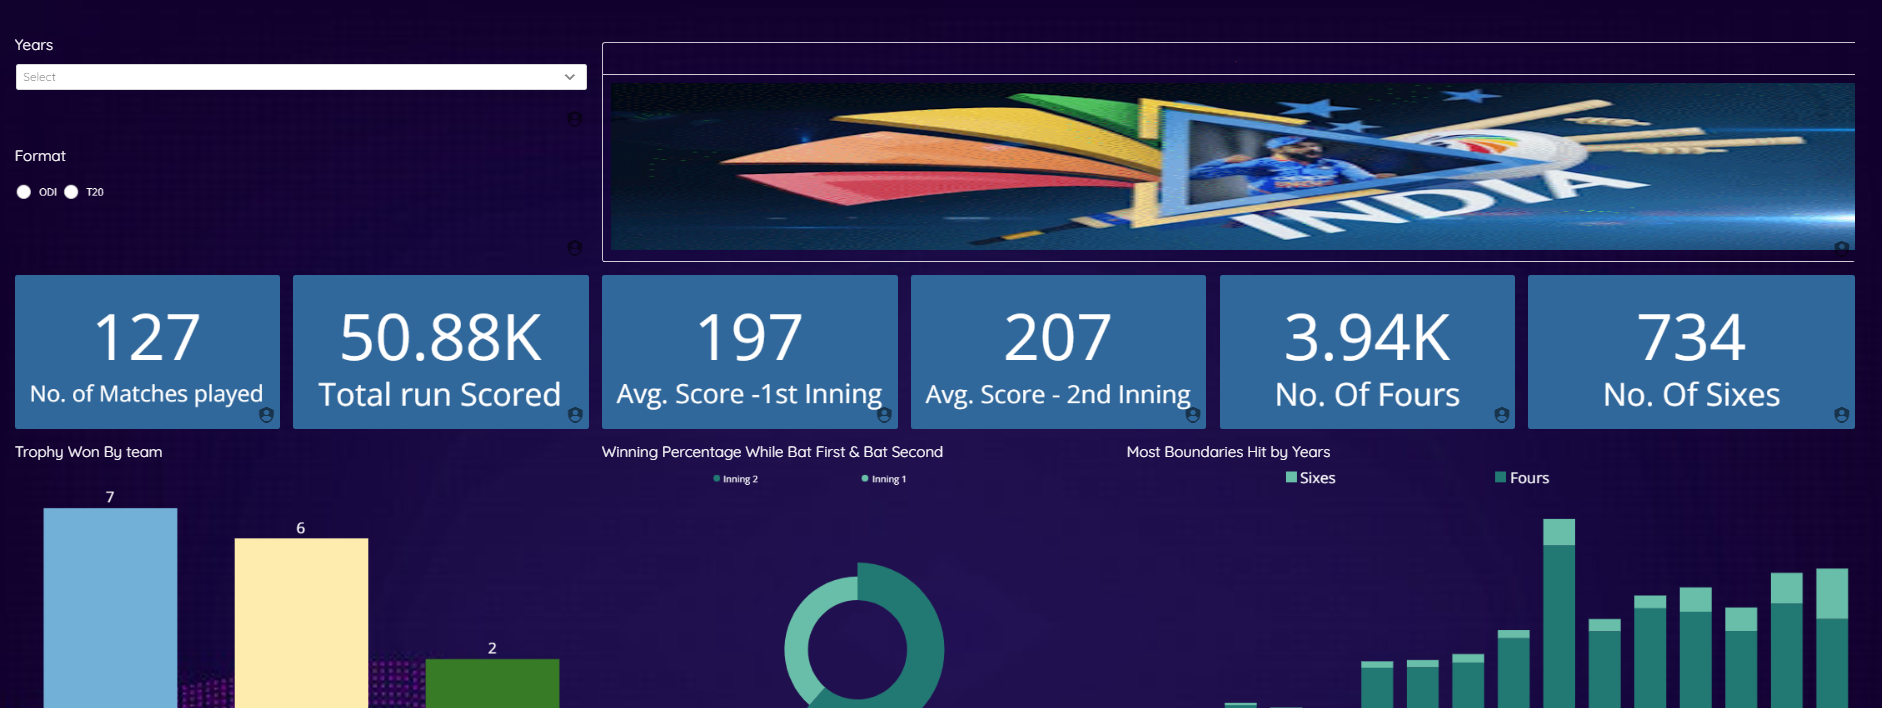 Years
Select
Format
ODI T20
INDIA
127
No. of Matches played
50.88K
Total run Scored
197
Avg. Score -1st Inning
207
Avg. Score - 2nd Inning
3.94K
No. Of Fours
734
No. Of Sixes
Trophy Won By team
7
6
2
Winning Percentage While Bat First & Bat Second
Inning 2 Inning 1
Most Boundaries Hit by Years
Sixes Fours